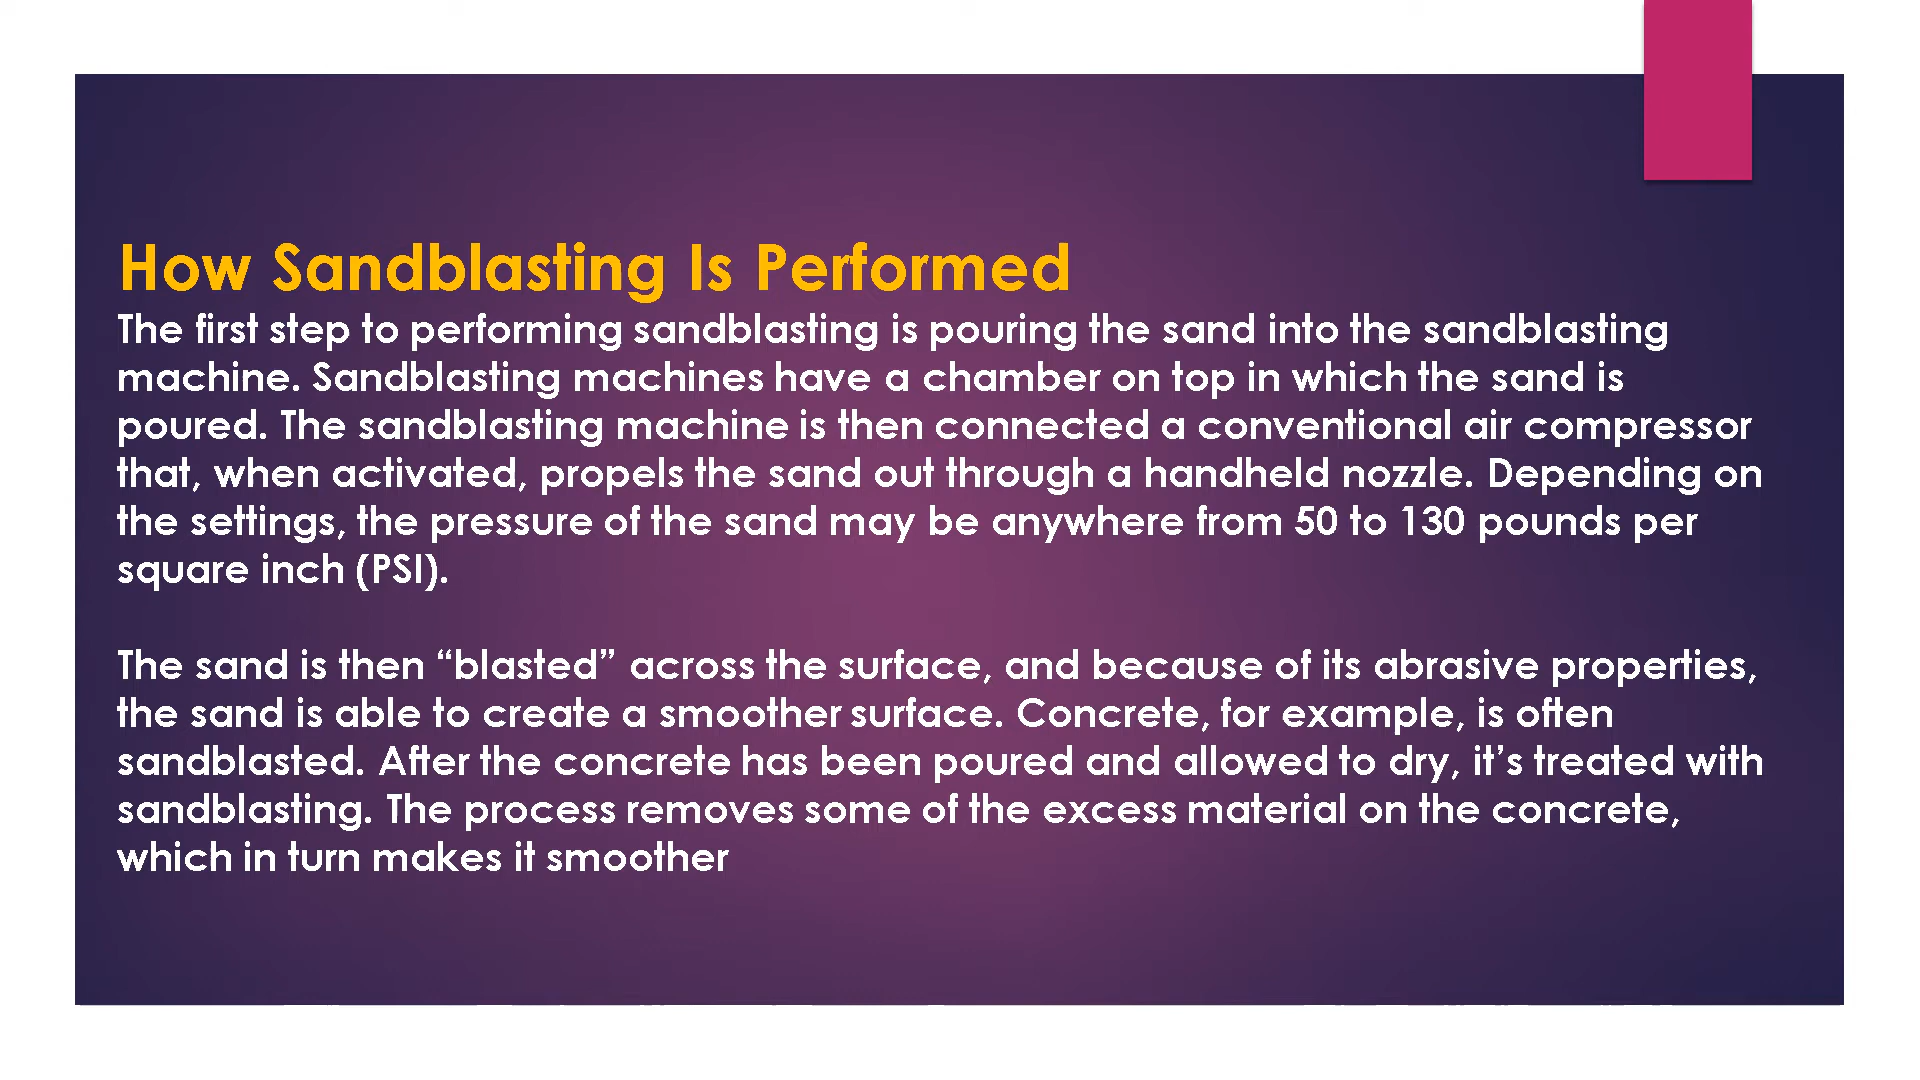 How Sandblasting Is Performed
The first step to performing sandblasting is pouring the sand into the sandblasting
machine. Sandblasting machines have a chamber on top in which the sand is
poured. The sandblasting machine is then connected a conventional air compressor
that, when activated, propels the sand out through a handheld nozzle. Depending on
the settings, the pressure of the sand may be anywhere from 50 to 130 pounds per
square inch (PSI).
The sand is then “blasted” across the surface, and because of its abrasive properties,
the sand is able to create a smoother surface. Concrete, for example, is often
sandblasted. After the concrete has been poured and allowed to dry, it’s treated with
sandblasting. The process removes some of the excess material on the concrete,
which in turn makes it smoother